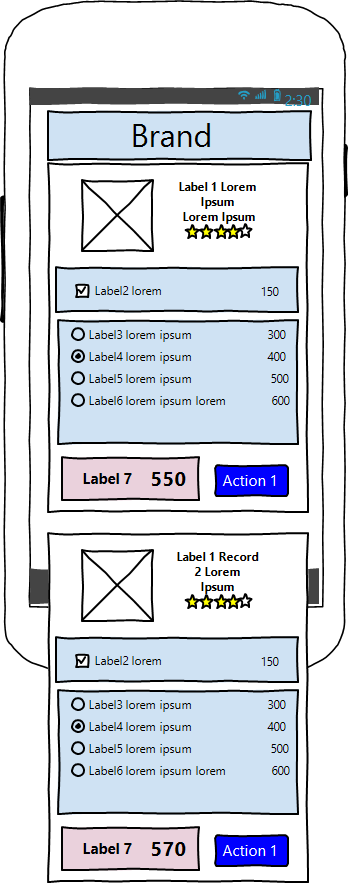 2:30
Brand
Label 1 Lorem
Ipsum
Lorem Ipsum
Label2 lorem 150
Label3 lorem ipsum 300
Label4 lorem ipsum 400
Label5 lorem ipsum 500
Label6 lorem ipsum lorem 600
Label 7 550 Action 1
Label 1 Record
2 Lorem
Ipsum
Label2 lorem 150
Label3 lorem ipsum 300
Label4 lorem ipsum 400
Label5 lorem ipsum 500
Label6 lorem ipsum lorem 600
Label 7 570 Action 1